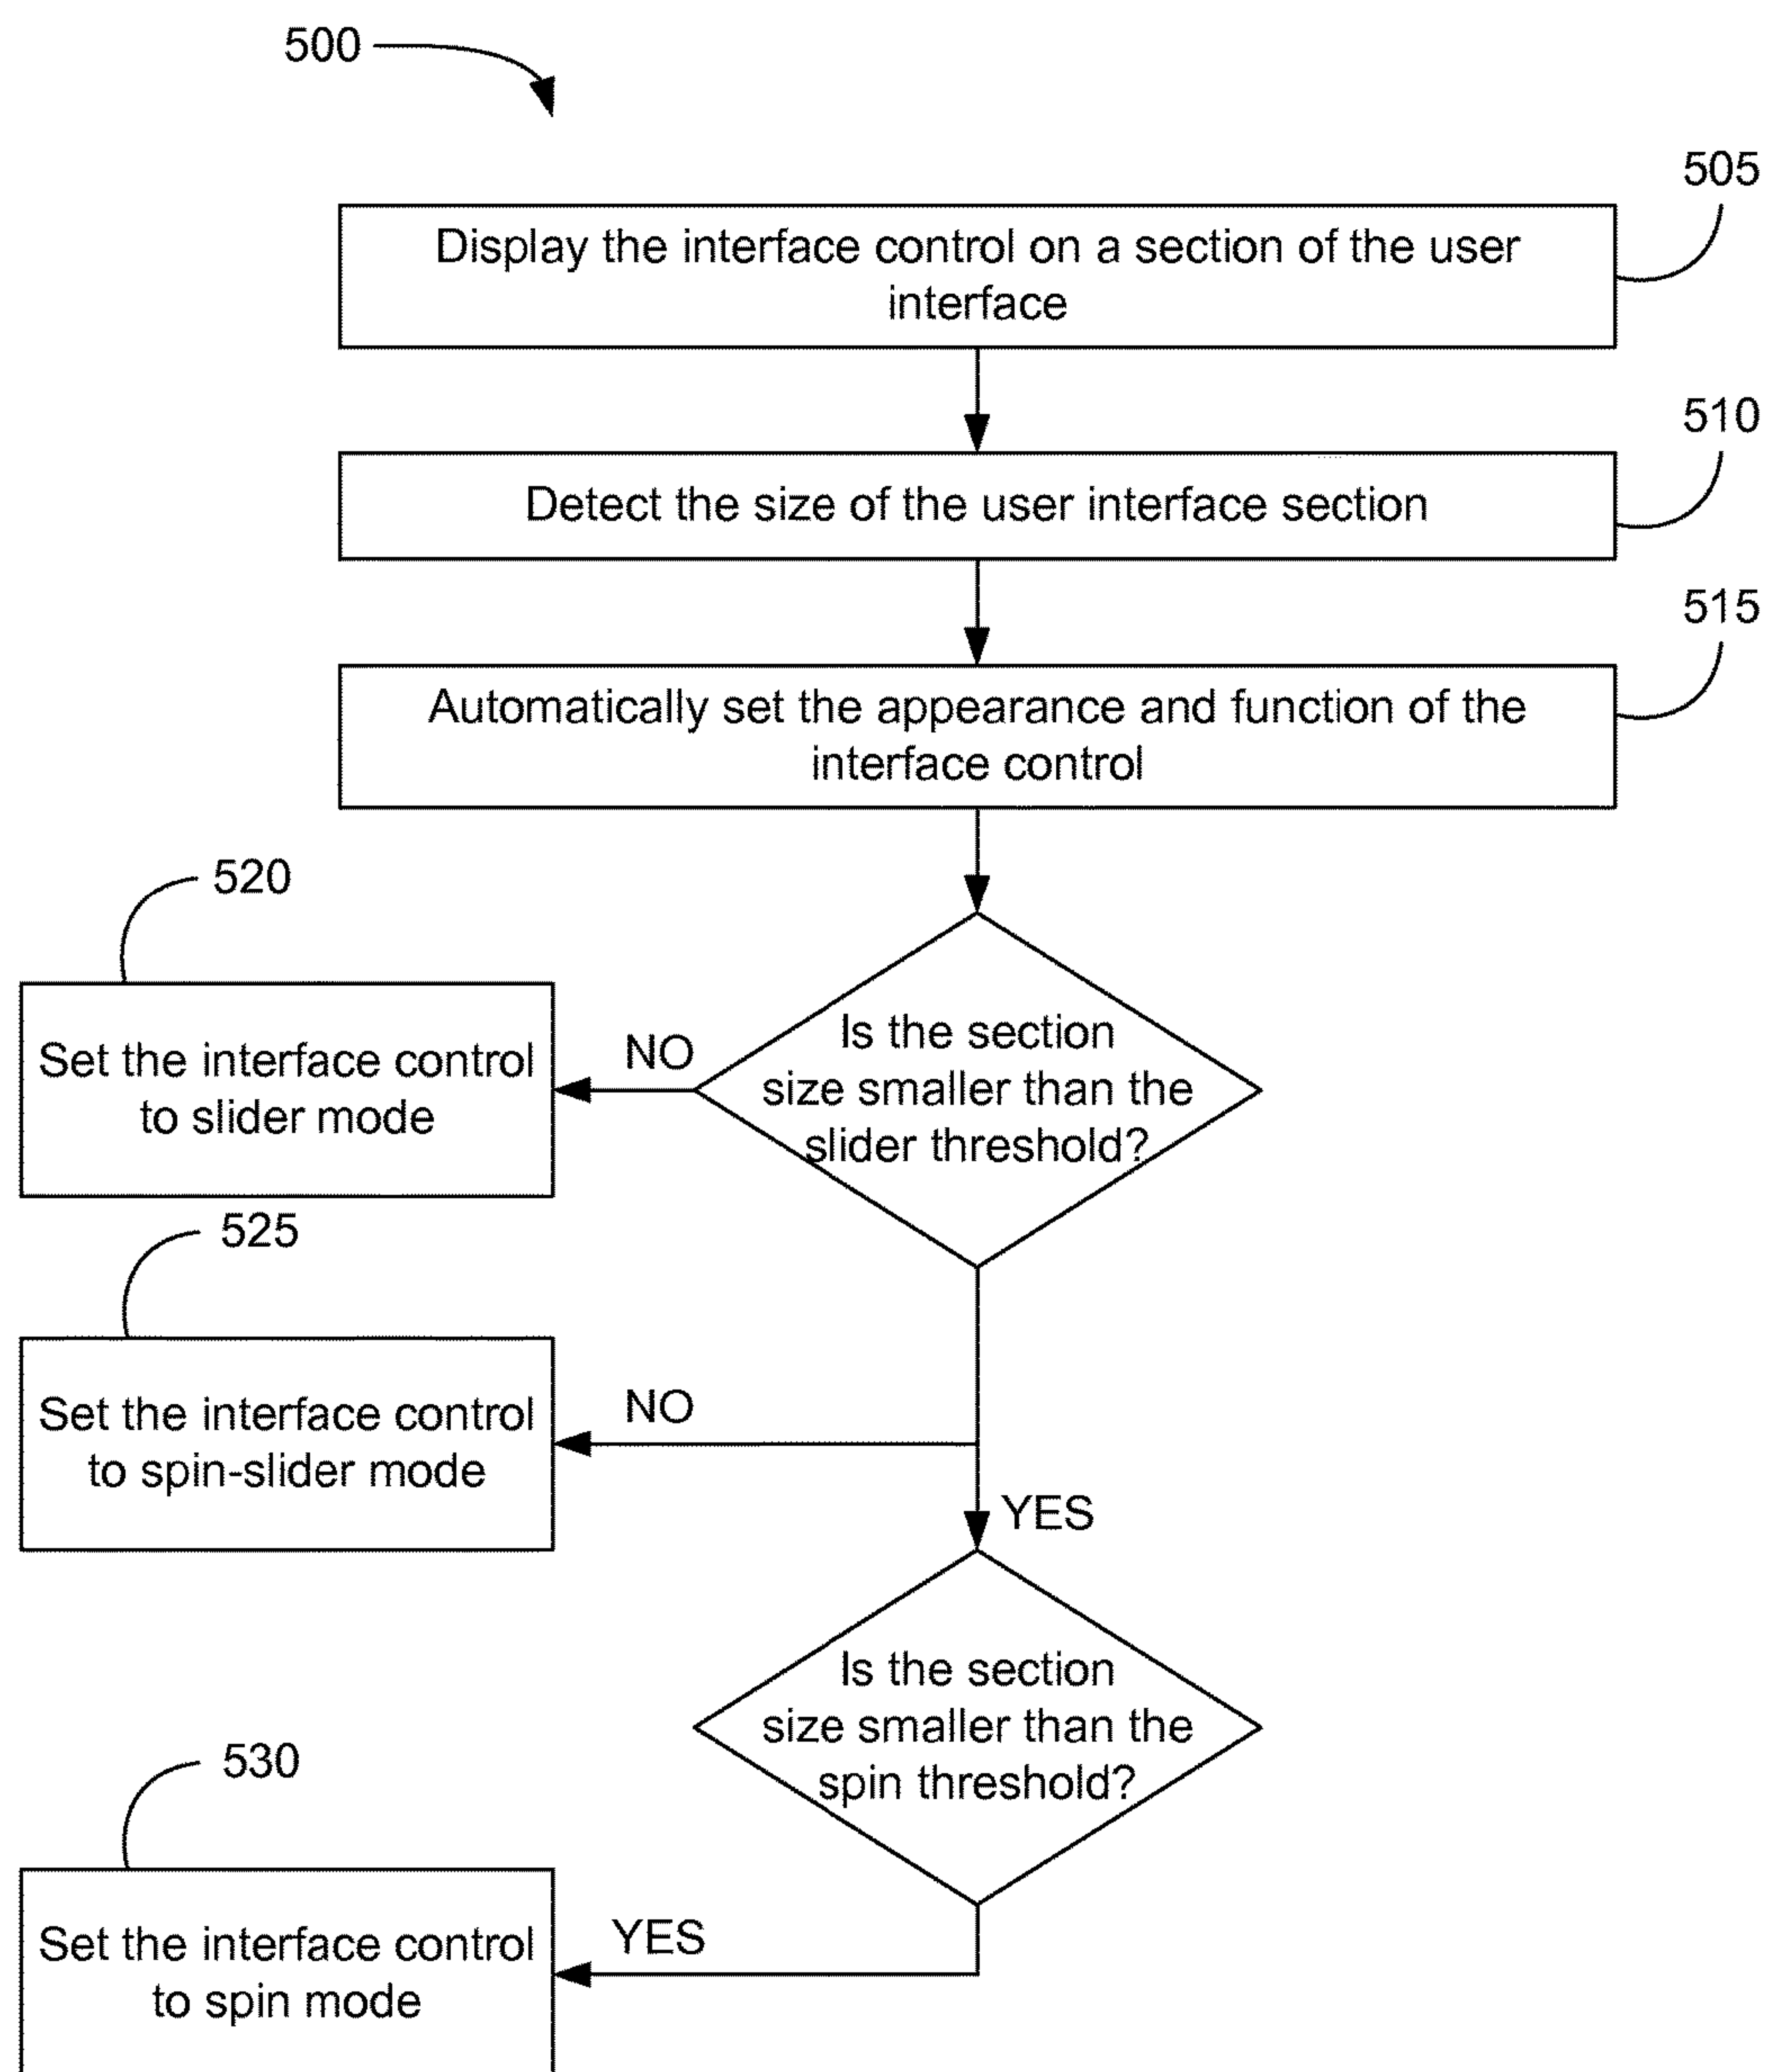 500
505
Display the interface control on a section of the user
interface
510
Detect the size of the user interface section
515
Automatically set the appearance and function of the
interface control
520
Set the interface control
to slider mode
NO
Is the section
size smaller than the
slider threshold?
525
Set the interface control
to spin-slider mode
NO
YES
Is the section
size smaller than the
spin threshold?
530
Set the interface control
to spin mode
YES